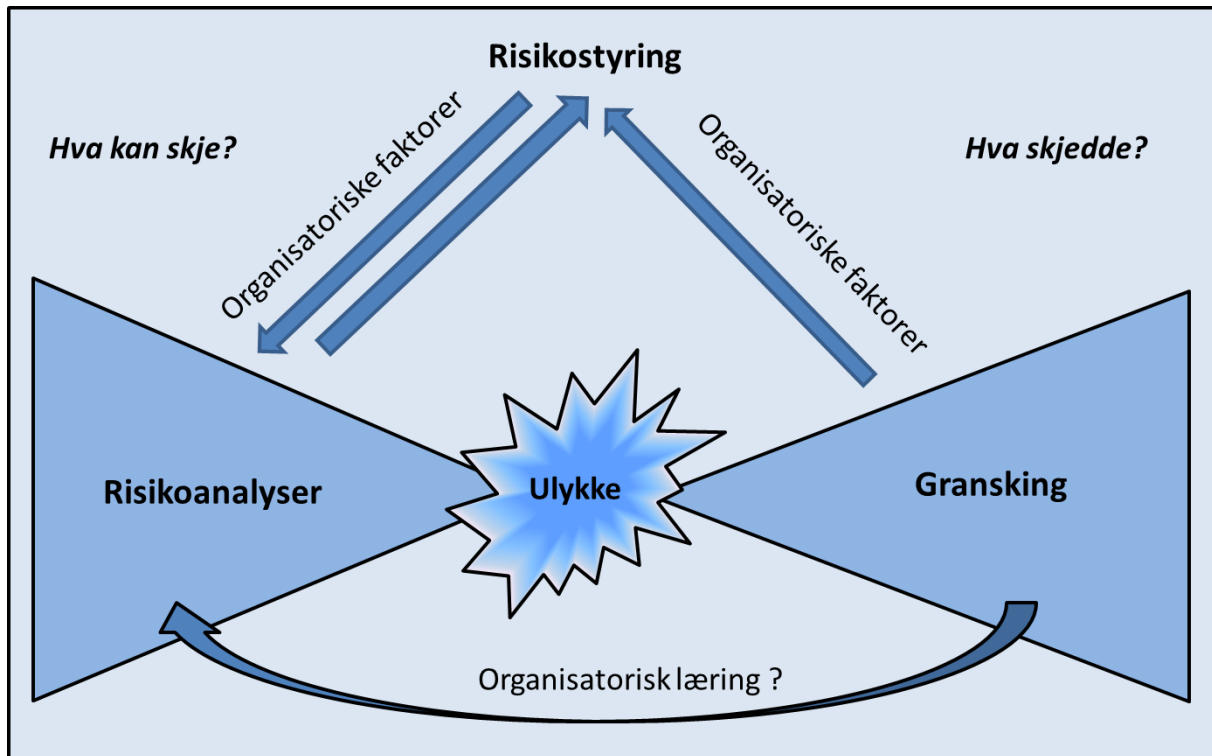 Risikostyring
Hva kan skje?
Organisatoriske faktorer
Organisatoriske faktorer
Hva skjedde?
Risikoanalyser
Ulykke
Gransking
Organisatorisk læring ?